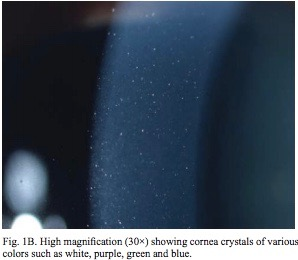 Fig. 1B. High magnification (30×) showing cornea crystals of various
colors such as white, purple, green and blue.